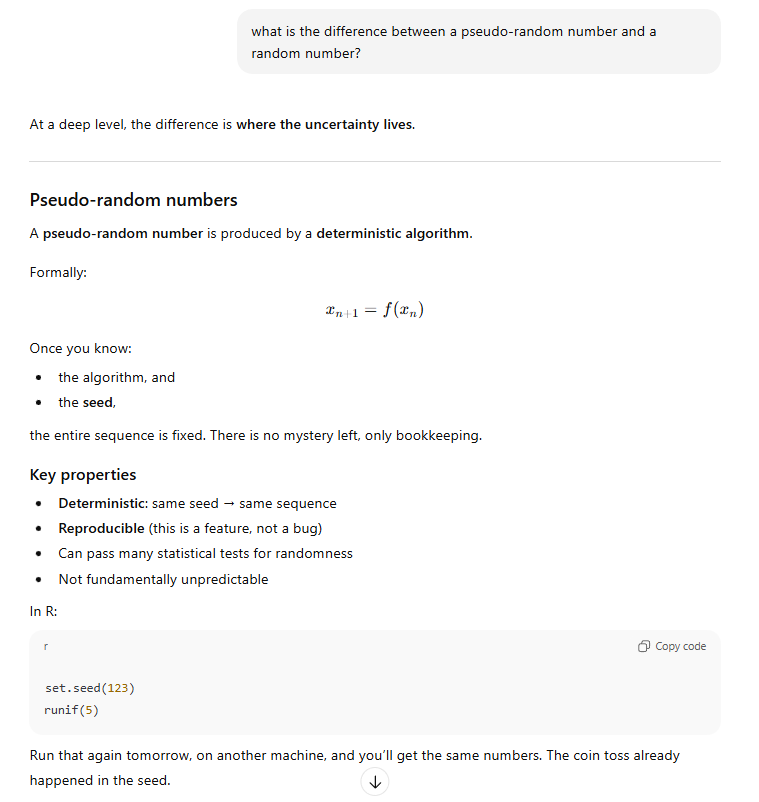 what is the difference between a pseudo-random number and a
random number?
At a deep level, the difference is where the uncertainty lives.
Pseudo-random numbers
A pseudo-random number is produced by a deterministic algorithm.
Formally:
xₙ₊₁ = f(xₙ)
Once you know:
• the algorithm, and
• the seed,
the entire sequence is fixed. There is no mystery left, only bookkeeping.
Key properties
• Deterministic: same seed → same sequence
• Reproducible (this is a feature, not a bug)
• Can pass many statistical tests for randomness
• Not fundamentally unpredictable
In R:
r
Copy code
set.seed(123)
runif(5)
Run that again tomorrow, on another machine, and you’ll get the same numbers. The coin toss already
happened in the seed.